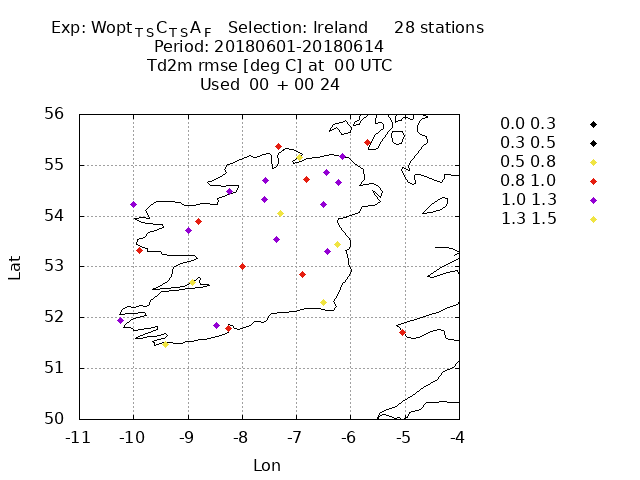 Exp: Wopt TS C TS A F Selection: Ireland 28 stations
Period: 20180601-20180614
Td2m rmse [deg C] at 00 UTC
Used 00 + 00 24
56
55
54
53
52
51
50
-11 -10 -9 -8 -7 -6 -5 -4
Lat
Lon
0.0 0.3
0.3 0.5
0.5 0.8
0.8 1.0
1.0 1.3
1.3 1.5